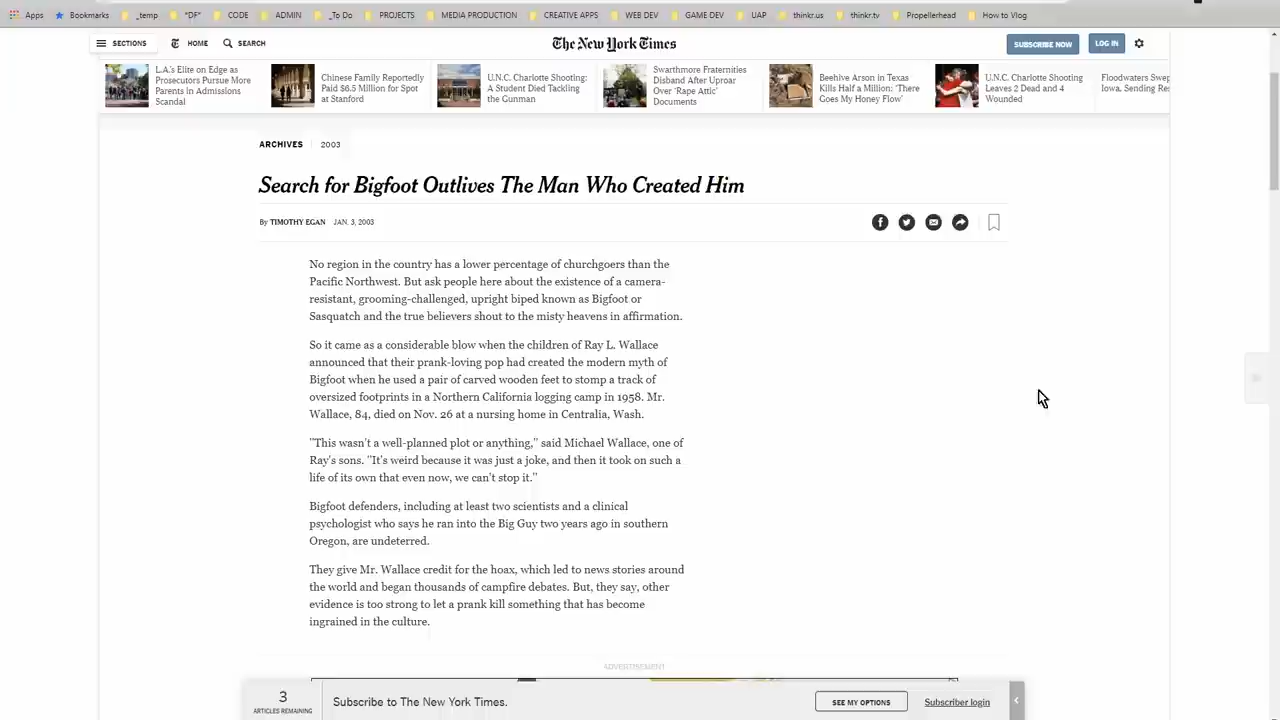 Apps Bookmarks _temp *DF* CODE Admin _To Do PROJECTS MEDIA PRODUCTION CREATIVE APPS WEB DEV GAME DEV UAP thinkr.us thinkr.tv Propellerhead How to Vlog
SECTIONS HOME SEARCH The New York Times SUBSCRIBE NOW LOG IN
L.A.'s Elite on Edge as
Prosecutors Pursue More
Parents in Admissions
Scandal
Chinese Family Reportedly
Paid $6.5 Million for Spot
at Stanford
U.N.C. Charlotte Shooting:
A Student Died Tackling
the Gunman
Swarthmore Fraternities
Disband After Uproar
Over 'Rape Attic'
Documents
Beehive Arson in Texas
Kills Half a Million: 'There
Goes My Honey Flow'
U.N.C. Charlotte Shooting
Leaves 2 Dead and 4
Wounded
Floodwaters Swep
Iowa, Sending Res
ARCHIVES 2003
Search for Bigfoot Outlives The Man Who Created Him
By TIMOTHY EGAN JAN. 3, 2003
No region in the country has a lower percentage of churchgoers than the
Pacific Northwest. But ask people here about the existence of a camera-
resistant, grooming-challenged, upright biped known as Bigfoot or
Sasquatch and the true believers shout to the misty heavens in affirmation.
So it came as a considerable blow when the children of Ray L. Wallace
announced that their prank-loving pop had created the modern myth of
Bigfoot when he used a pair of carved wooden feet to stomp a track of
oversized footprints in a Northern California logging camp in 1958. Mr.
Wallace, 84, died on Nov. 26 at a nursing home in Centralia, Wash.
"This wasn't a well-planned plot or anything," said Michael Wallace, one of
Ray's sons. "It's weird because it was just a joke, and then it took on such a
life of its own that even now, we can't stop it."
Bigfoot defenders, including at least two scientists and a clinical
psychologist who says he ran into the Big Guy two years ago in southern
Oregon, are undeterred.
They give Mr. Wallace credit for the hoax, which led to news stories around
the world and began thousands of campfire debates. But, they say, other
evidence is too strong to let a prank kill something that has become
ingrained in the culture.
ADVERTISEMENT
3
ARTICLES REMAINING
Subscribe to The New York Times.
SEE MY OPTIONS
Subscriber login